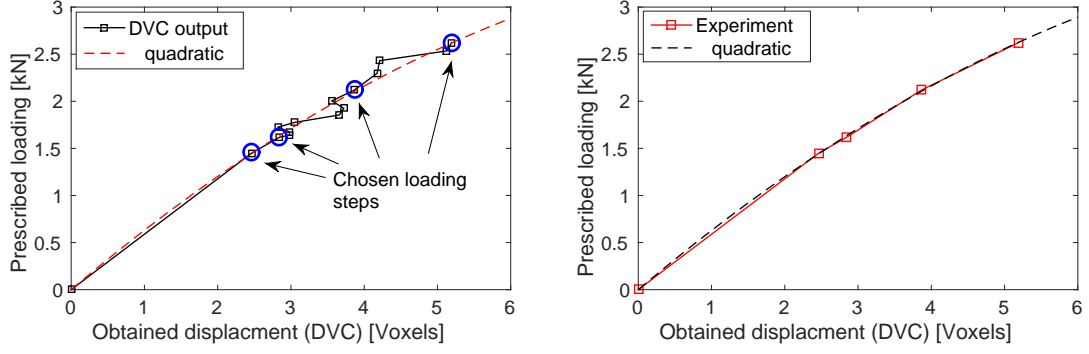 DVC output
quadratic
Chosen loading
steps
Prescribed loading [kN]
3
2.5
2
1.5
1
0.5
0
0 1 2 3 4 5 6
Obtained displacment (DVC) [Voxels]
Experiment
quadratic
Prescribed loading [kN]
3
2.5
2
1.5
1
0.5
0
0 1 2 3 4 5 6
Obtained displacment (DVC) [Voxels]